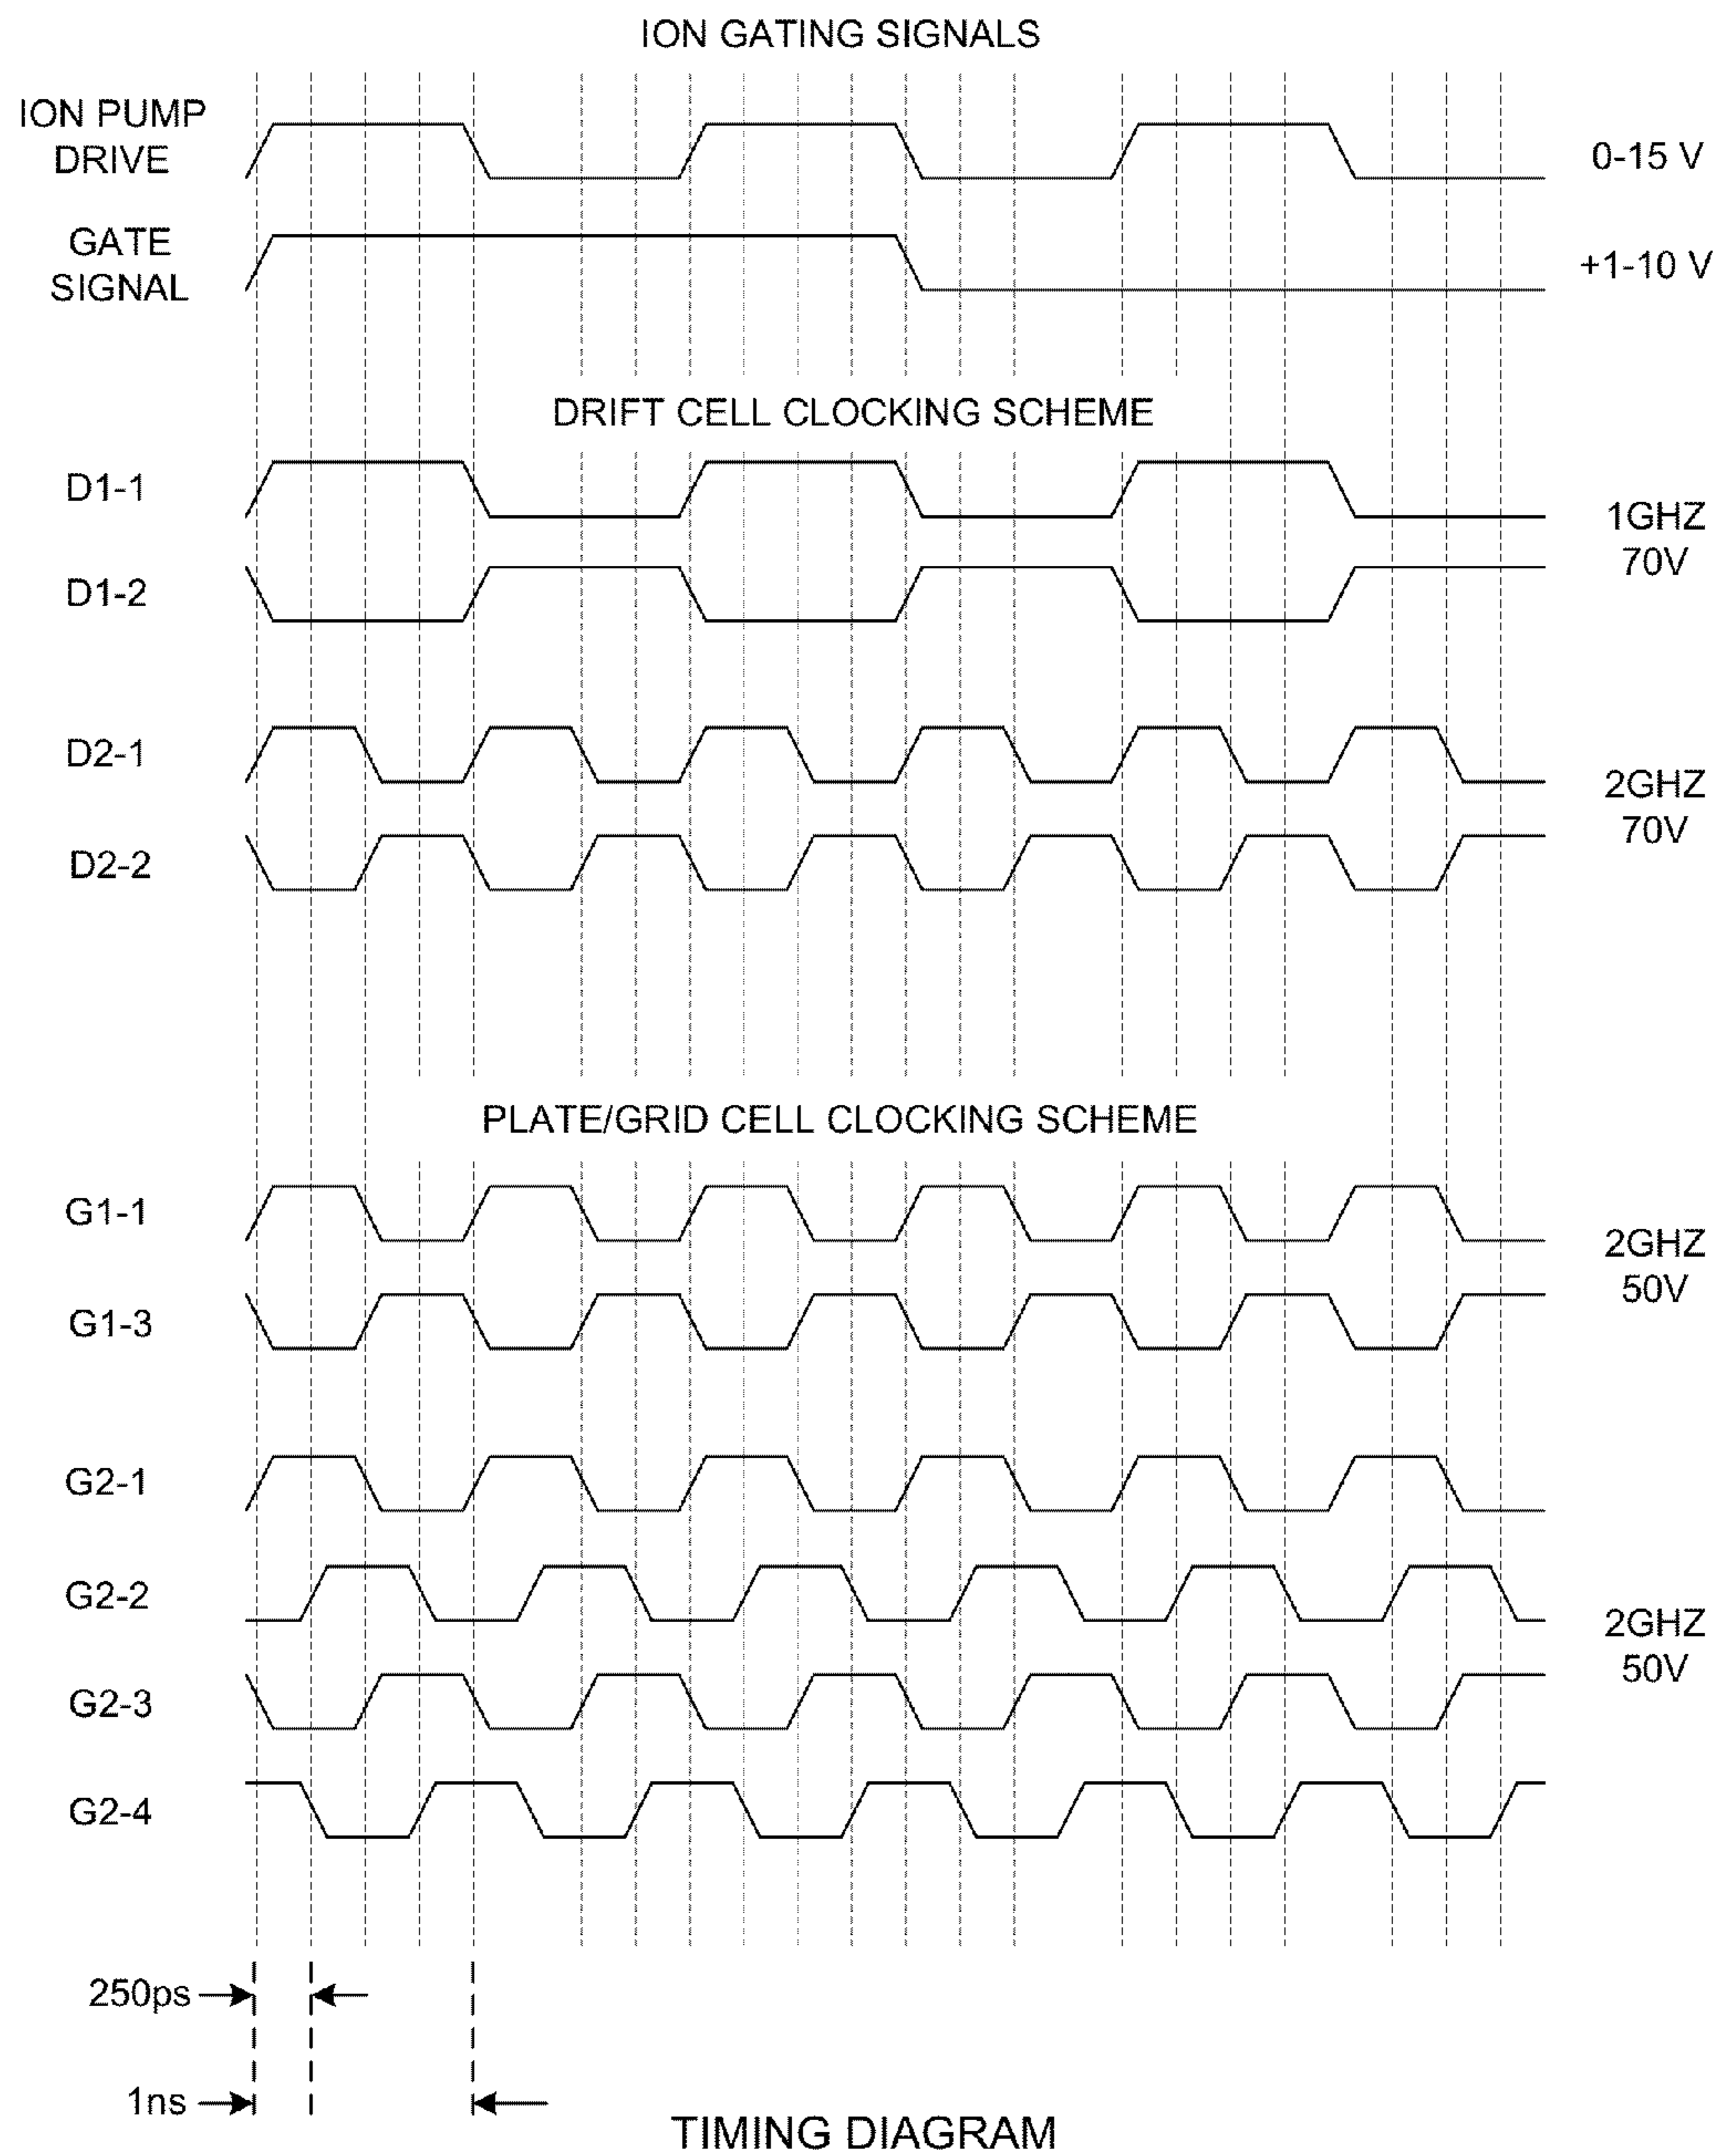 ION GATING SIGNALS
ION PUMP
DRIVE
0-15 V
GATE
SIGNAL
+1-10 V
DRIFT CELL CLOCKING SCHEME
D1-1
1GHZ
70V
D1-2
D2-1
2GHZ
70V
D2-2
PLATE/GRID CELL CLOCKING SCHEME
G1-1
2GHZ
50V
G1-3
G2-1
G2-2
2GHZ
50V
G2-3
G2-4
250ps
1ns
TIMING DIAGRAM